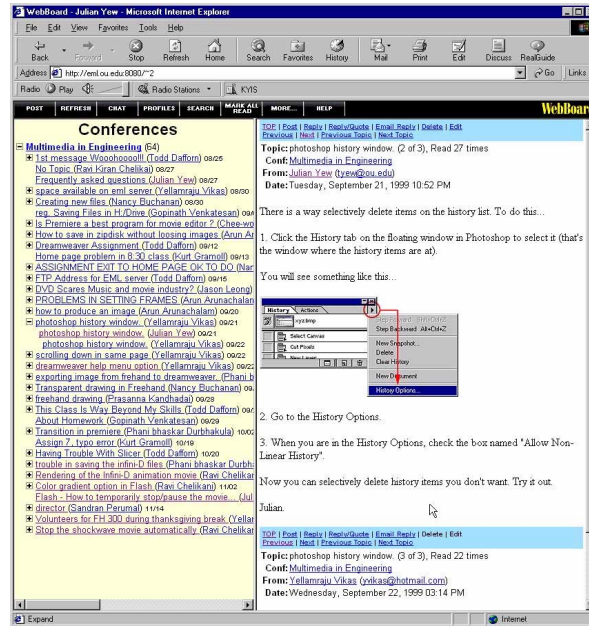 WebBoard - Julian Yew - Microsoft Internet Explorer
File Edit View Favorites Tools Help
Back Forward Stop Refresh Home Search Favorites History Mail Print Edit Discuss RealGuide
Address http://eml.ou.edu:8080/~2 Go Links
Radio Play Radio Stations KYIS
POST REFRESH CHAT PROFILES SEARCH MARK ALL READ MORE... HELP WebBoar
Conferences
Multimedia in Engineering (64)
1st message Wooohoooo!!! (Todd Dafforn) 08/25
No Topic (Ravi Kiran Chelikai) 08/27
Frequently asked questions (Julian Yew) 08/27
space available on eml server (Yellamraju Vikas) 08/30
Creating new files (Nancy Buchanan) 08/30
reg. Saving Files in H:/Drive (Gopinath Venkatesan) 09/
Is Premiere a best program for movie editor ? (Chee-wo
How to save in zipdisk without loosing images (Arun Ar
Dreamweaver Assignment (Todd Dafforn) 09/12
Home page problem in 8:30 class (Kurt Gramoll) 09/13
ASSIGNMENT EXIT TO HOME PAGE OK TO DO (Nar
FTP Address for EML server (Todd Dafforn) 09/15
DVD Scares Music and movie industry? (Jason Leong)
PROBLEMS IN SETTING FRAMES (Arun Arunachalan
how to produce an image (Arun Arunachalan) 09/20
photoshop history window. (Yellamraju Vikas) 09/21
photoshop history window. (Julian Yew) 09/21
photoshop history window. (Yellamraju Vikas) 09/22
scrolling down in same page (Yellamraju Vikas) 09/22
dreamweaver help menu option (Yellamraju Vikas) 09/22
exporting image from frehand to dreamweaver. (Phani b
Transparent drawing in Freehand (Nancy Buchanan) 09/
freehand drawing (Prasanna Kandhadai) 09/28
This Class Is Way Beyond My Skills (Todd Dafforn) 09/
About Homework (Gopinath Venkatesan) 09/29
Transition in premiere (Phani bhaskar Durbhakula) 10/02
Assign 7, typo error (Kurt Gramoll) 10/19
Having Trouble With Slicer (Todd Dafforn) 10/20
trouble in saving the infini-D files (Phani bhaskar Durbh
Rendering of the Infini-D animation movie (Ravi Chelikani)
Color gradient option in Flash (Ravi Chelikani) 11/02
Flash - How to temporarily stop/pause the movie... (Jul
director (Sandran Perumal) 11/14
Volunteers for FH 300 during thanksgiving break (Yellar
Stop the shockwave movie automatically (Ravi Chelikar
TOP | Post | Reply | Reply/Quote | Email Reply | Delete | Edit
Previous | Next | Previous Topic | Next Topic
Topic: photoshop history window. (2 of 3), Read 27 times
Conf: Multimedia in Engineering
From: Julian Yew (tyew@ou.edu)
Date: Tuesday, September 21, 1999 10:52 PM
There is a way selectively delete items on the history list. To do this...
1. Click the History tab on the floating window in Photoshop to select it (that's
the window where the history items are at).
You will see something like this...
History Actions
xyz.bmp
Select Canvas
Cut Pixels
New Layer
Step Forward Shft+Ctrl+Z
Step Backward Alt+Ctrl+Z
New Snapshot...
Delete
Clear History
New Document
History Options...
2. Go to the History Options.
3. When you are in the History Options, check the box named "Allow Non-
Linear History".
Now you can selectively delete history items you don't want. Try it out.
Julian.
TOP | Post | Reply | Reply/Quote | Email Reply | Delete | Edit
Previous | Next | Previous Topic | Next Topic
Topic: photoshop history window. (3 of 3), Read 22 times
Conf: Multimedia in Engineering
From: Yellamraju Vikas (yvikas@hotmail.com)
Date: Wednesday, September 22, 1999 03:14 PM
Expand Internet